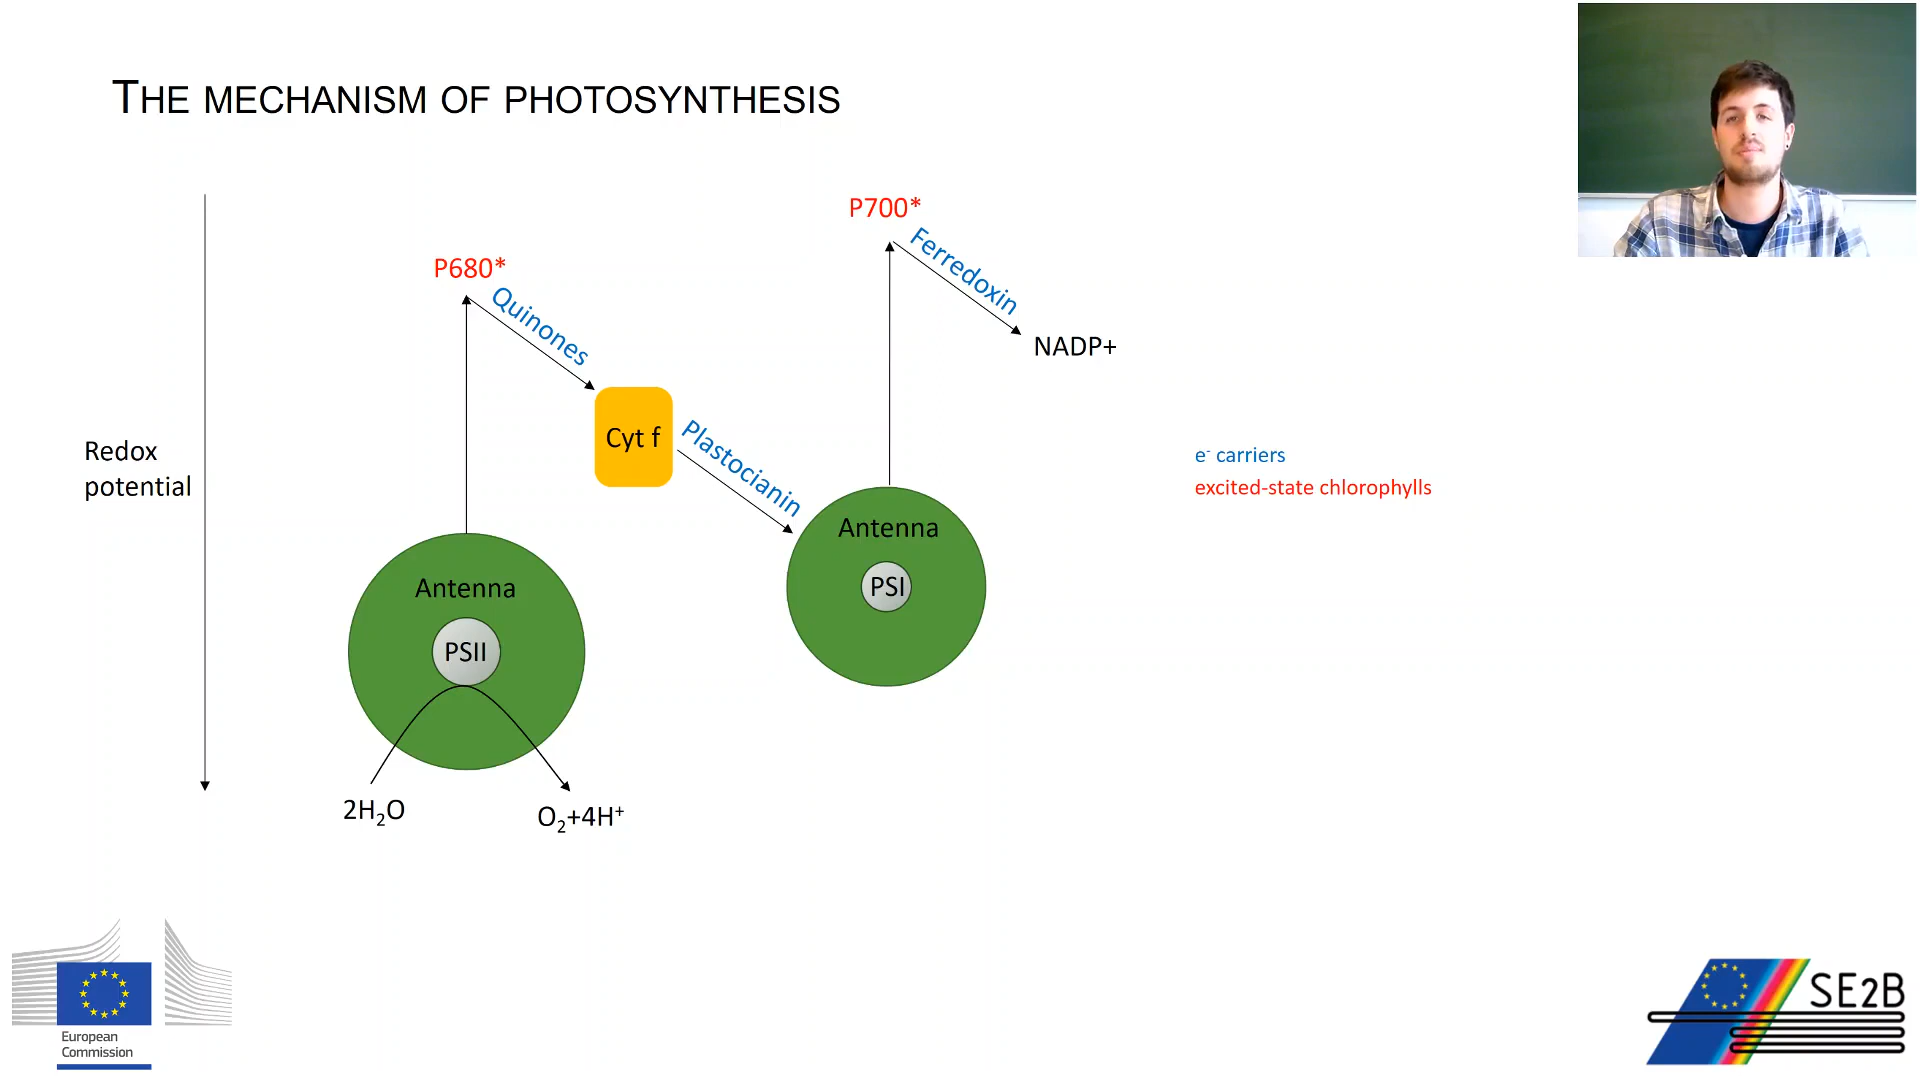 THE MECHANISM OF PHOTOSYNTHESIS
P700*
Ferredoxin
P680*
Quinones
NADP+
Cyt f
Plastocianin
Redox
potential
e⁻ carriers
excited-state chlorophylls
Antenna
PSI
Antenna
PSII
2H₂O
O₂+4H⁺
European
Commission
SE2B